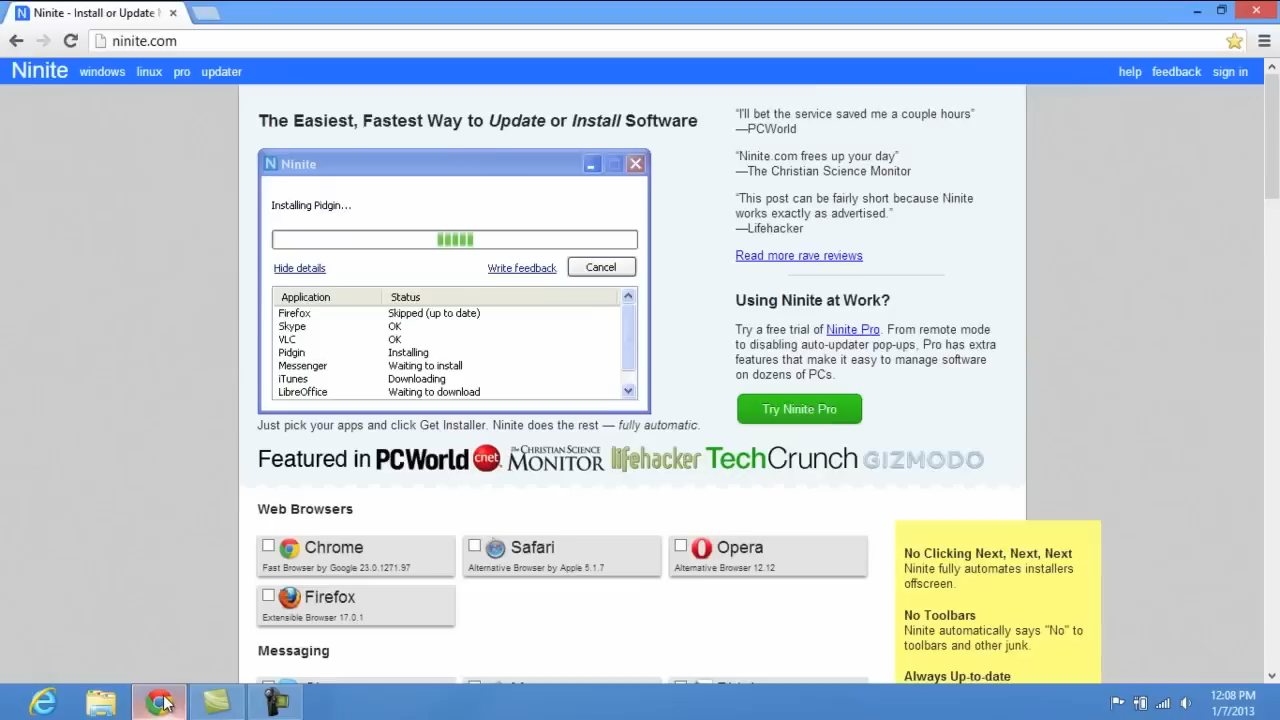 Ninite - Install or Update
ninite.com
Ninite windows linux pro updater help feedback sign in
The Easiest, Fastest Way to Update or Install Software
Ninite
Installing Pidgin...
Hide details Write feedback Cancel
Application Status
Firefox Skipped (up to date)
Skype OK
VLC OK
Pidgin Installing
Messenger Waiting to install
iTunes Downloading
LibreOffice Waiting to download
Just pick your apps and click Get Installer. Ninite does the rest — fully automatic.
“I'll bet the service saved me a couple hours”
—PCWorld
“Ninite.com frees up your day”
—The Christian Science Monitor
“This post can be fairly short because Ninite
works exactly as advertised.”
—Lifehacker
Read more rave reviews
Using Ninite at Work?
Try a free trial of Ninite Pro. From remote mode
to disabling auto-updater pop-ups, Pro has extra
features that make it easy to manage software
on dozens of PCs.
Try Ninite Pro
Featured in PCWorld cnet THE CHRISTIAN SCIENCE MONITOR lifehacker TechCrunch GIZMODO
Web Browsers
Chrome
Fast Browser by Google 23.0.1271.97
Safari
Alternative Browser by Apple 5.1.7
Opera
Alternative Browser 12.12
Firefox
Extensible Browser 17.0.1
Messaging
No Clicking Next, Next, Next
Ninite fully automates installers
offscreen.
No Toolbars
Ninite automatically says "No" to
toolbars and other junk.
Always Up-to-date
12:08 PM
1/7/2013